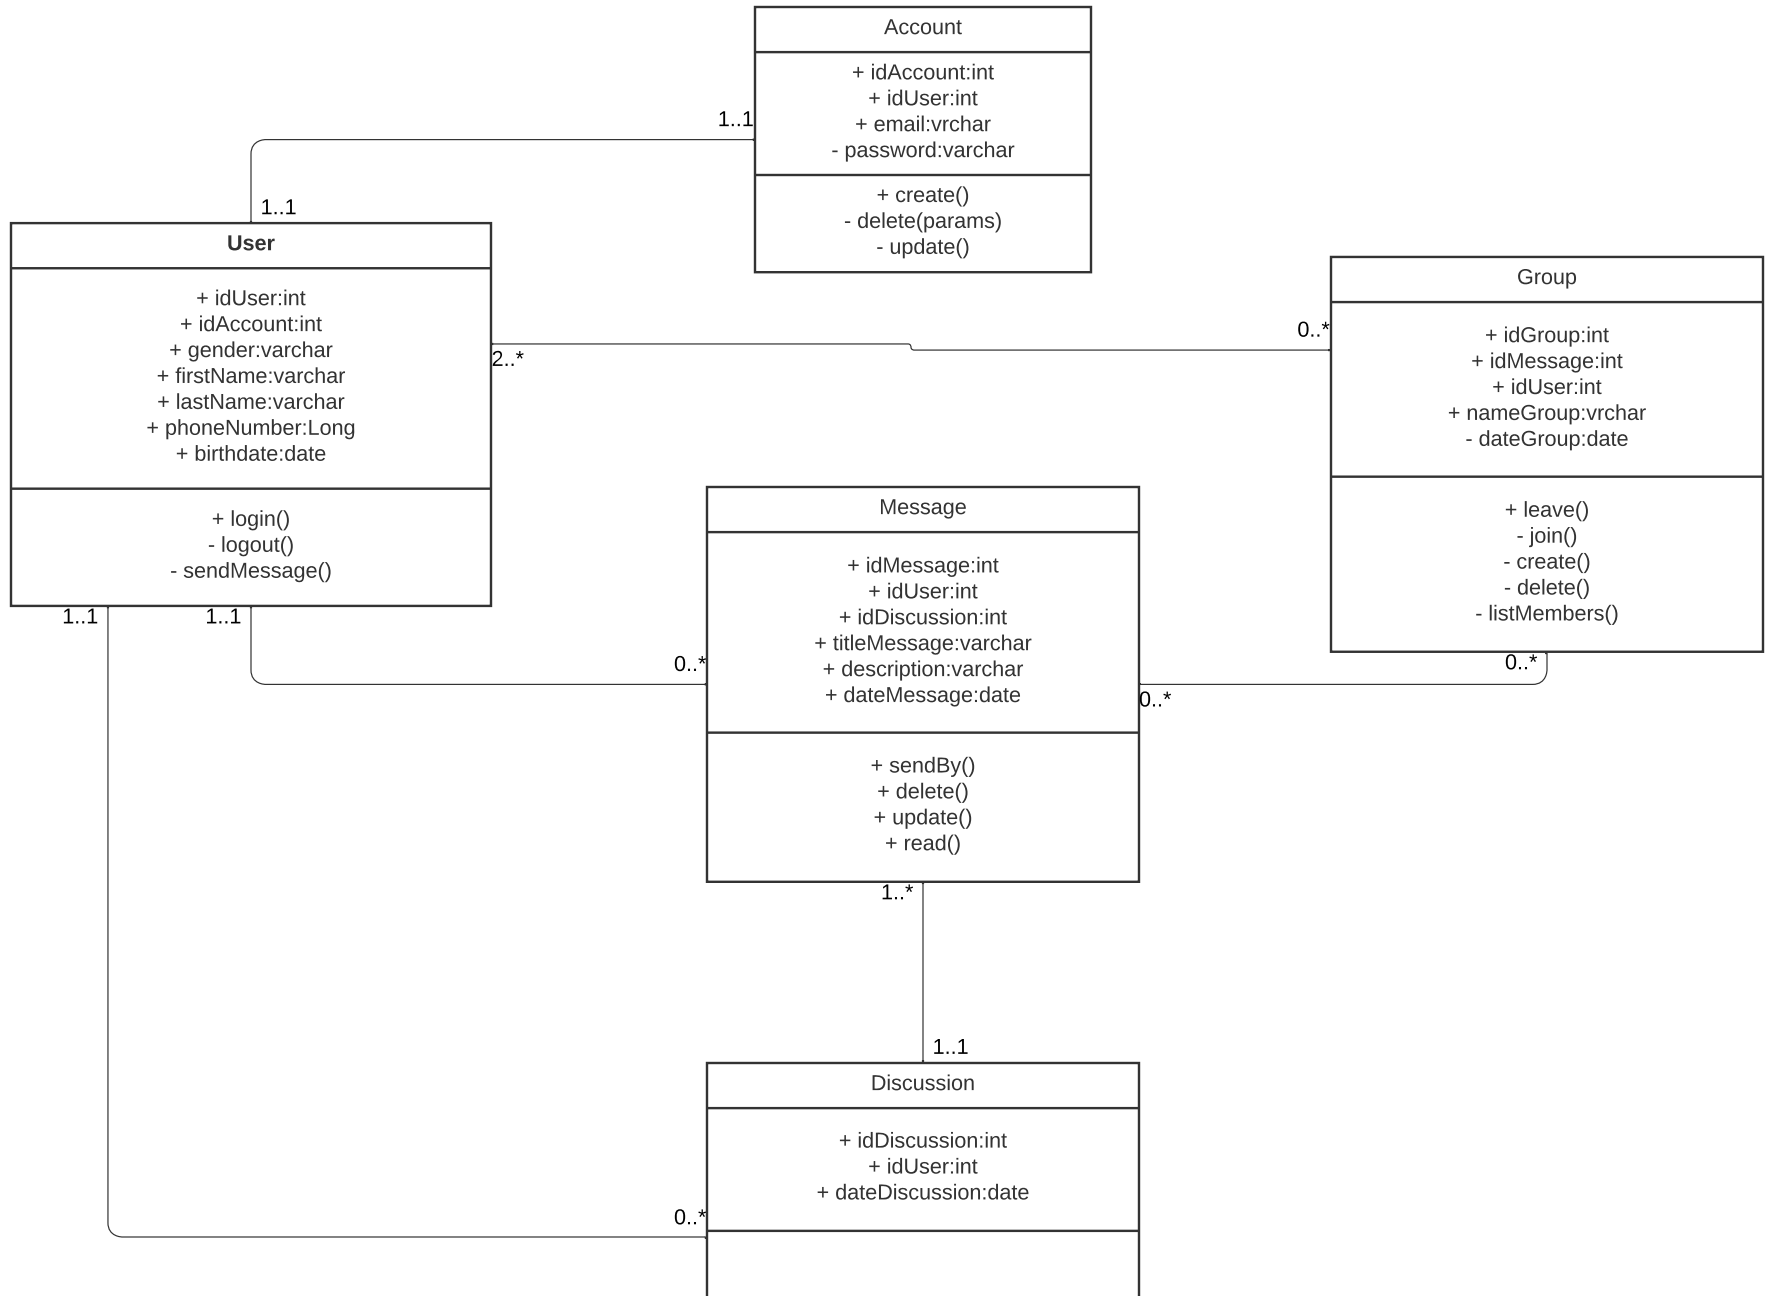 Account
+ idAccount:int
+ idUser:int
+ email:vrchar
- password:varchar
+ create()
- delete(params)
- update()
1..1
1..1
User
+ idUser:int
+ idAccount:int
+ gender:varchar
+ firstName:varchar
+ lastName:varchar
+ phoneNumber:Long
+ birthdate:date
+ login()
- logout()
- sendMessage()
2..*
0..*
Group
+ idGroup:int
+ idMessage:int
+ idUser:int
+ nameGroup:vrchar
- dateGroup:date
+ leave()
- join()
- create()
- delete()
- listMembers()
1..1
1..1
0..*
Message
+ idMessage:int
+ idUser:int
+ idDiscussion:int
+ titleMessage:varchar
+ description:varchar
+ dateMessage:date
+ sendBy()
+ delete()
+ update()
+ read()
0..*
0..*
1..*
1..1
Discussion
+ idDiscussion:int
+ idUser:int
+ dateDiscussion:date
0..*